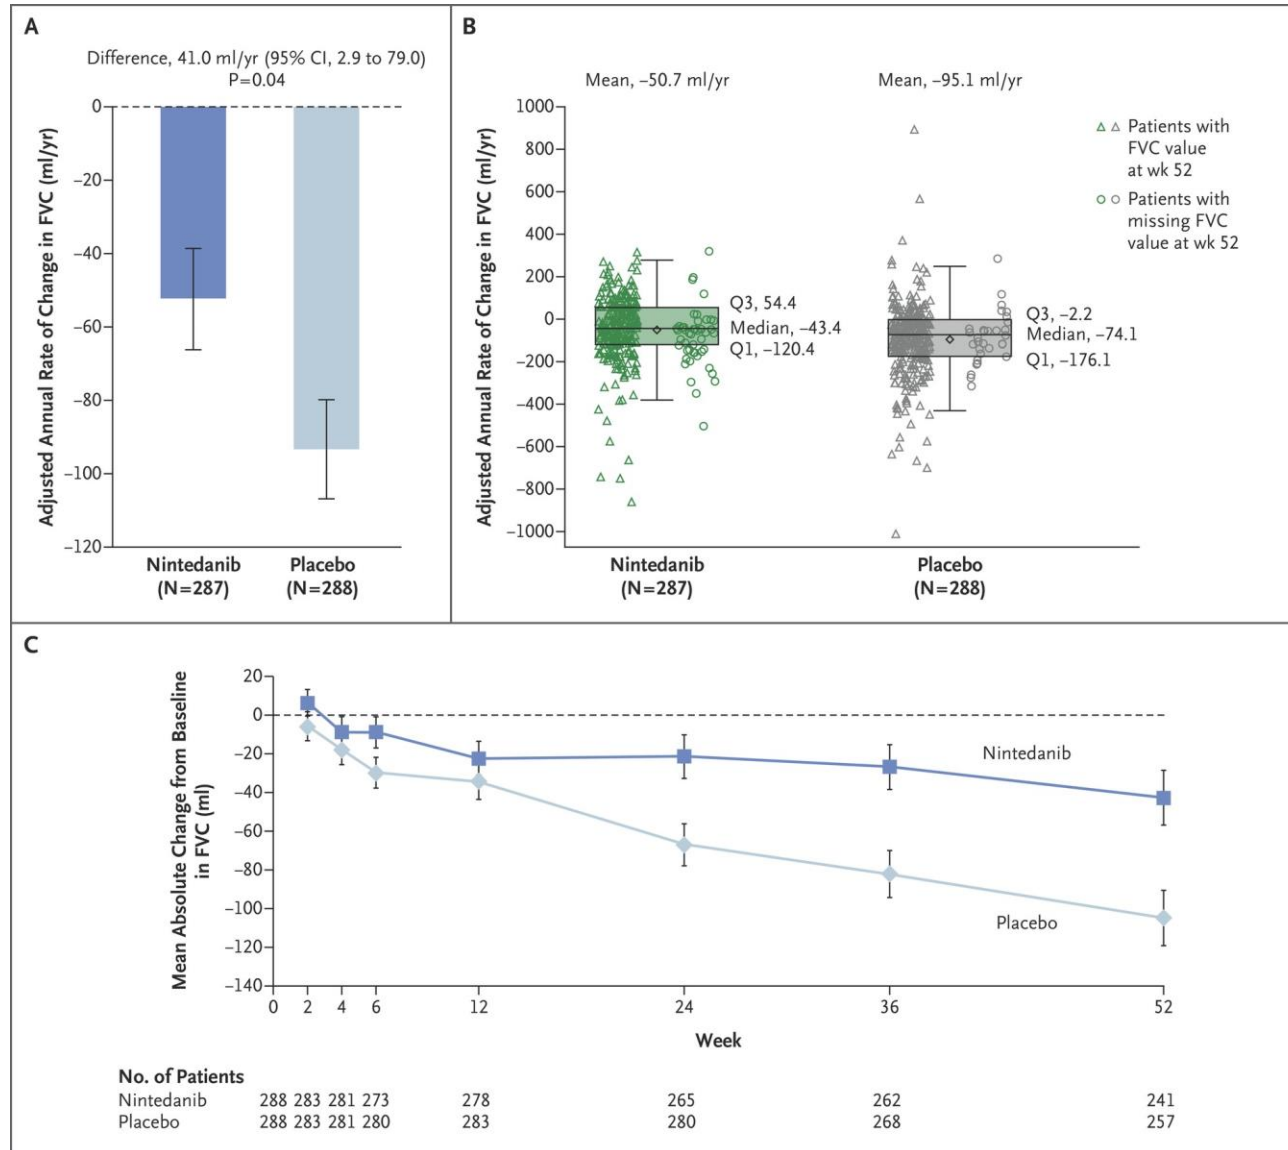 A
Difference, 41.0 ml/yr (95% CI, 2.9 to 79.0)
P=0.04
Adjusted Annual Rate of Change in FVC (ml/yr)
0
−20
−40
−60
−80
−100
−120
Nintedanib
(N=287)
Placebo
(N=288)
B
Mean, −50.7 ml/yr
Mean, −95.1 ml/yr
Adjusted Annual Rate of Change in FVC (ml/yr)
1000
800
600
400
200
0
−200
−400
−600
−800
−1000
Q3, 54.4
Median, −43.4
Q1, −120.4
Q3, −2.2
Median, −74.1
Q1, −176.1
Patients with
FVC value
at wk 52
Patients with
missing FVC
value at wk 52
Nintedanib
(N=287)
Placebo
(N=288)
C
Mean Absolute Change from Baseline
in FVC (ml)
20
0
−20
−40
−60
−80
−100
−120
−140
Nintedanib
Placebo
0 2 4 6 12 24 36 52
Week
No. of Patients
Nintedanib 288 283 281 273 278 265 262 241
Placebo 288 283 281 280 283 280 268 257